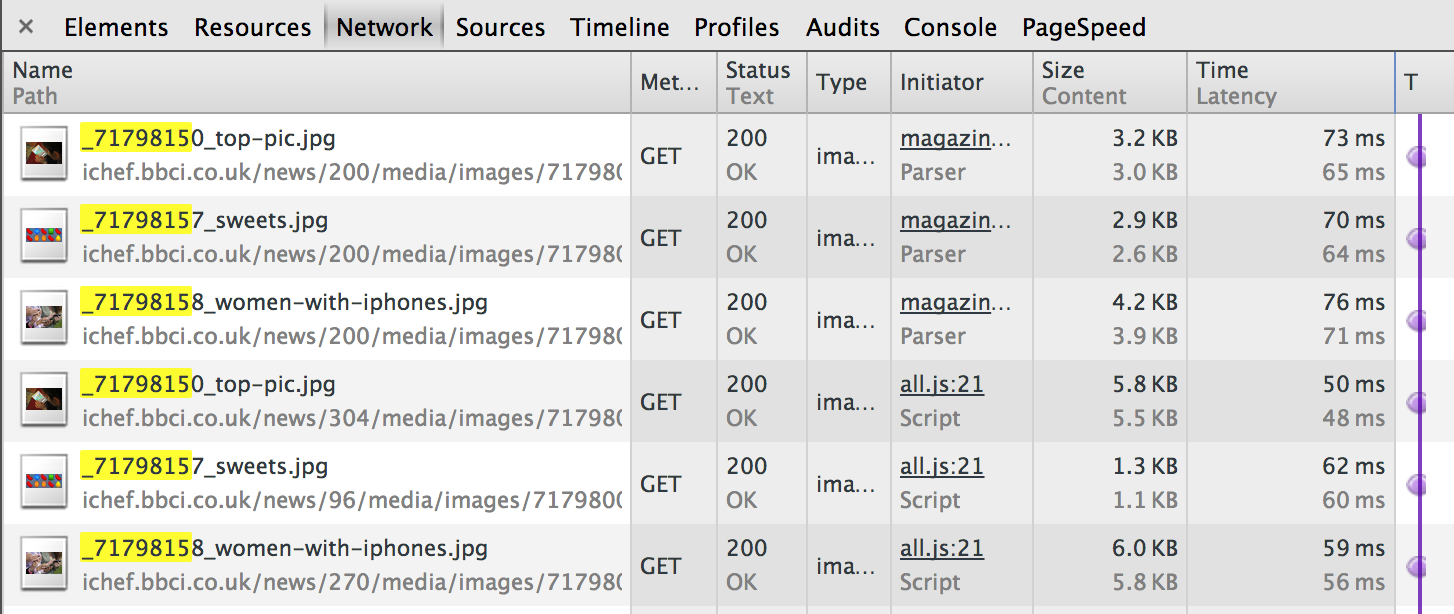 × Elements Resources Network Sources Timeline Profiles Audits Console PageSpeed
Name Met... Status Type Initiator Size Time T
Path Text Content Latency
_71798150_top-pic.jpg GET 200 ima... magazin... 3.2 KB 73 ms
ichef.bbci.co.uk/news/200/media/images/717980 OK Parser 3.0 KB 65 ms
_71798157_sweets.jpg GET 200 ima... magazin... 2.9 KB 70 ms
ichef.bbci.co.uk/news/200/media/images/717980 OK Parser 2.6 KB 64 ms
_71798158_women-with-iphones.jpg GET 200 ima... magazin... 4.2 KB 76 ms
ichef.bbci.co.uk/news/200/media/images/717980 OK Parser 3.9 KB 71 ms
_71798150_top-pic.jpg GET 200 ima... all.js:21 5.8 KB 50 ms
ichef.bbci.co.uk/news/304/media/images/717980 OK Script 5.5 KB 48 ms
_71798157_sweets.jpg GET 200 ima... all.js:21 1.3 KB 62 ms
ichef.bbci.co.uk/news/96/media/images/7179800 OK Script 1.1 KB 60 ms
_71798158_women-with-iphones.jpg GET 200 ima... all.js:21 6.0 KB 59 ms
ichef.bbci.co.uk/news/270/media/images/717980 OK Script 5.8 KB 56 ms